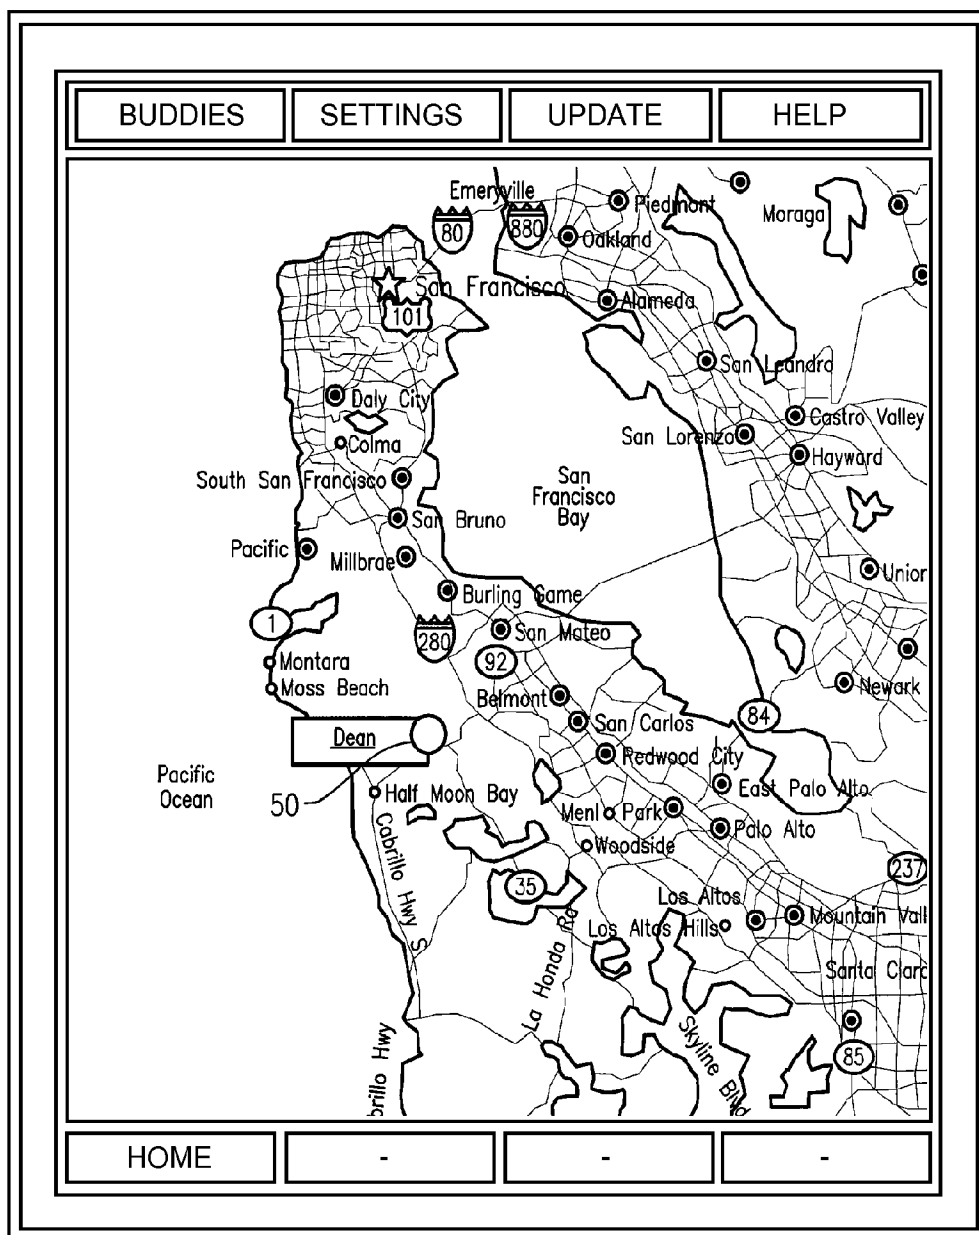 BUDDIES
SETTINGS
UPDATE
HELP
Emeryville
80
880
Piedmont
Moraga
Oakland
San Francisco
101
Alameda
San Leandro
Daly City
Castro Valley
Colma
San Lorenzo
Hayward
South San Francisco
San
Francisco
Bay
San Bruno
Pacific
Millbrae
Union
Burling Game
1
280
San Mateo
92
Montara
Moss Beach
Belmont
Newark
84
San Carlos
Dean
Redwood City
Pacific
Ocean
50
Half Moon Bay
East Palo Alto
Menl Park
Palo Alto
Woodside
Cabrillo Hwy S
35
237
Los Altos
Los Altos Hills
Mountain Vall
La Honda Rd
Santa Clar
Skyline Blvd
brillo Hwy
85
HOME
-
-
-